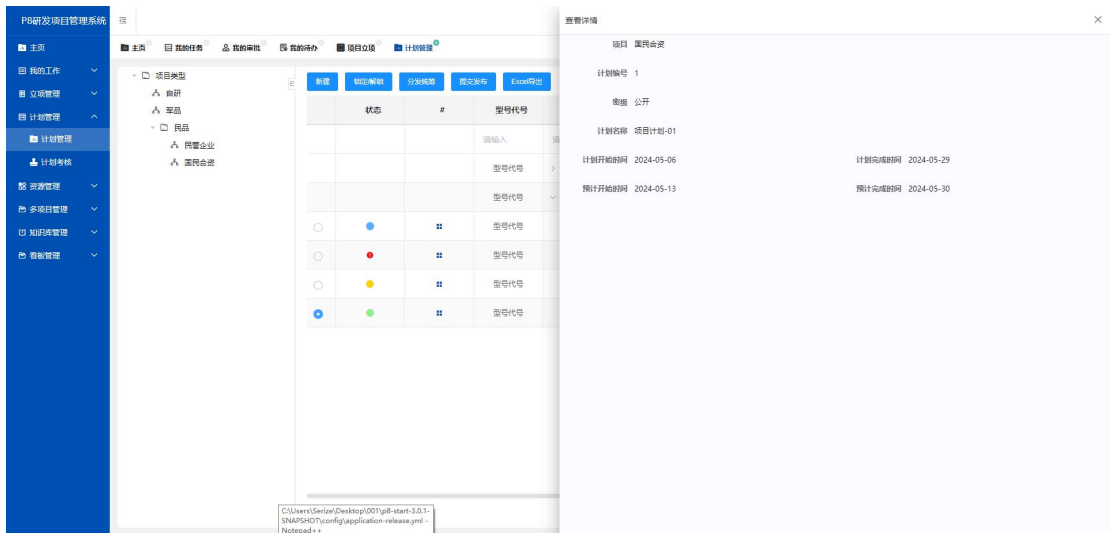 P8研发项目管理系统
主页
我的工作
立项管理
计划管理
计划管理
计划考核
资源管理
多项目管理
知识库管理
看板管理
主页 我的任务 我的审批 我的待办 项目立项 计划管理
项目类型
自研
军品
民品
民营企业
国民合资
新建 锁定/解锁 分发统筹 提交发布 Excel导出
状态 # 型号代号
请输入 请
型号代号
型号代号
型号代号
型号代号
型号代号
型号代号
查看详情
项目 国民合资
计划编号 1
密级 公开
计划名称 项目计划-01
计划开始时间 2024-05-06 计划完成时间 2024-05-29
预计开始时间 2024-05-13 预计完成时间 2024-05-30
C:\Users\Serize\Desktop\001\p8-start-3.0.1-
SNAPSHOT\config\application-release.yml -
Notepad++